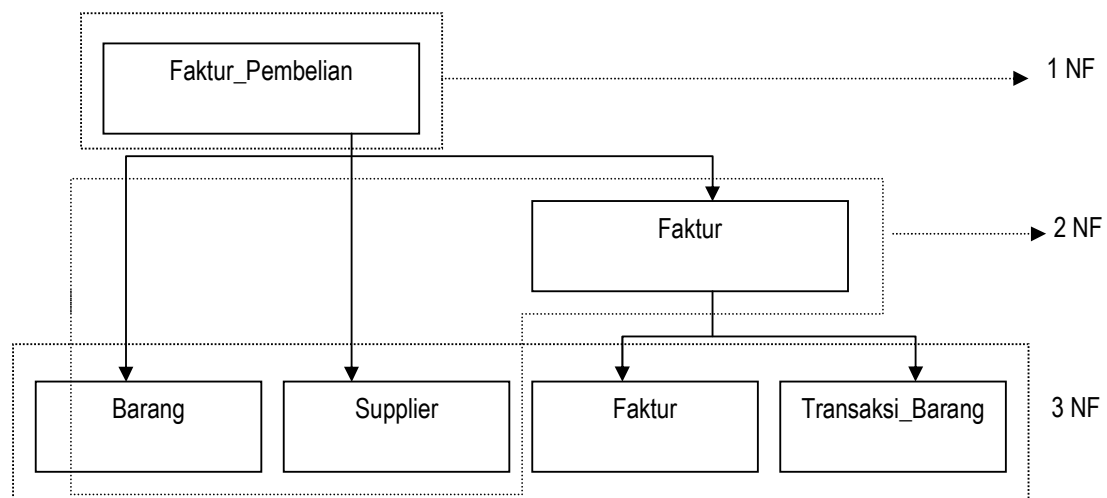 Faktur_Pembelian
1 NF
Faktur
2 NF
Barang
Supplier
Faktur
Transaksi_Barang
3 NF